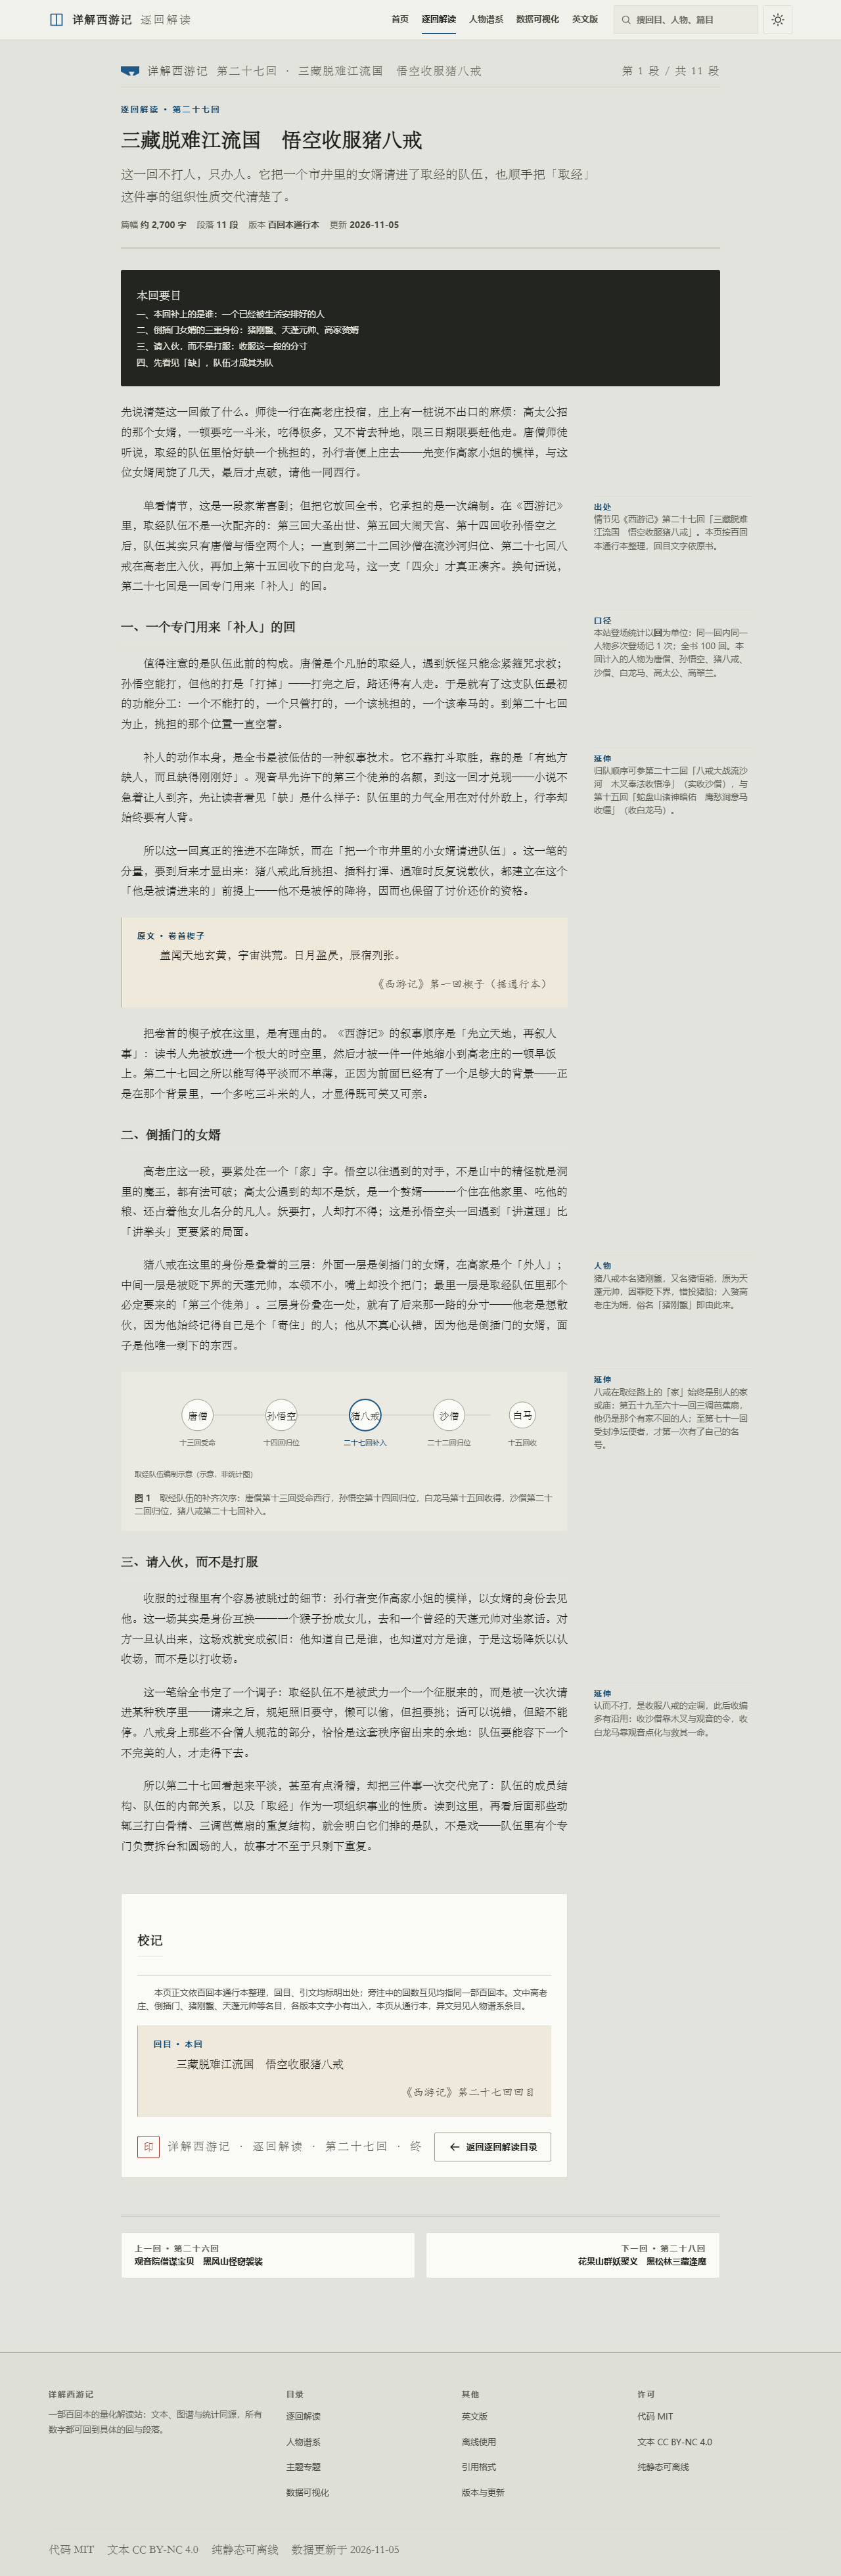 详解西游记 逐回解读
首页 逐回解读 人物谱系 数据可视化 英文版 搜回目、人物、篇目
详解西游记 第二十七回 · 三藏脱难江流国 悟空收服猪八戒 第 1 段 / 共 11 段
逐回解读 • 第二十七回
三藏脱难江流国 悟空收服猪八戒
这一回不打人,只办人。它把一个市井里的女婿请进了取经的队伍,也顺手把「取经」
这件事的组织性质交代清楚了。
篇幅 约 2,700 字 段落 11 段 版本 百回本通行本 更新 2026-11-05
本回要目
一、本回补上的是谁:一个已经被生活安排好的人
二、倒插门女婿的三重身份:猪刚鬣、天蓬元帅、高家赘婿
三、请入伙,而不是打服:收服这一段的分寸
四、先看见「缺」,队伍才成其为队
先说清楚这一回做了什么。师徒一行在高老庄投宿,庄上有一桩说不出口的麻烦:高太公招
的那个女婿,一顿要吃一斗米,吃得极多,又不肯去种地,限三日期限要赶他走。唐僧师徒
听说,取经的队伍里恰好缺一个挑担的,孙行者便上庄去——先变作高家小姐的模样,与这
位女婿周旋了几天,最后才点破,请他一同西行。
单看情节,这是一段家常喜剧;但把它放回全书,它承担的是一次编制。在《西游记》
里,取经队伍不是一次配齐的:第三回大圣出世、第五回大闹天宫、第十四回收孙悟空之
后,队伍其实只有唐僧与悟空两个人;一直到第二十二回沙僧在流沙河归位、第二十七回八
戒在高老庄入伙,再加上第十五回收下的白龙马,这一支「四众」才真正凑齐。换句话说,
第二十七回是一回专门用来「补人」的回。
出处
情节见《西游记》第二十七回「三藏脱难
江流国 悟空收服猪八戒」。本页按百回
本通行本整理,回目文字依原书。
一、一个专门用来「补人」的回
口径
本站登场统计以回为单位:同一回内同一
人物多次登场记 1 次;全书 100 回。本
回计入的人物为唐僧、孙悟空、猪八戒、
沙僧、白龙马、高太公、高翠兰。
值得注意的是队伍此前的构成。唐僧是个凡胎的取经人,遇到妖怪只能念紧箍咒求救;
孙悟空能打,但他的打是「打掉」——打完之后,路还得有人走。于是就有了这支队伍最初
的功能分工:一个不能打的,一个只管打的,一个该挑担的,一个该牵马的。到第二十七回
为止,挑担的那个位置一直空着。
补人的动作本身,是全书最被低估的一种叙事技术。它不靠打斗取胜,靠的是「有地方
缺人,而且缺得刚刚好」。观音早先许下的第三个徒弟的名额,到这一回才兑现——小说不
急着让人到齐,先让读者看见「缺」是什么样子:队伍里的力气全用在对付外敌上,行李却
始终要有人背。
延伸
归队顺序可参第二十二回「八戒大战流沙
河 木叉奉法收悟净」(实收沙僧),与
第十五回「蛇盘山诸神暗佑 鹰愁涧意马
收缰」(收白龙马)。
所以这一回真正的推进不在降妖,而在「把一个市井里的小女婿请进队伍」。这一笔的
分量,要到后来才显出来:猪八戒此后挑担、插科打诨、遇难时反复说散伙,都建立在这个
「他是被请进来的」前提上——他不是被俘的降将,因而也保留了讨价还价的资格。
原文 • 卷首楔子
盖闻天地玄黄,宇宙洪荒。日月盈昃,辰宿列张。
《西游记》第一回楔子(据通行本)
把卷首的楔子放在这里,是有理由的。《西游记》的叙事顺序是「先立天地,再叙人
事」:读书人先被放进一个极大的时空里,然后才被一件一件地缩小到高老庄的一顿早饭
上。第二十七回之所以能写得平淡而不单薄,正因为前面已经有了一个足够大的背景——正
是在那个背景里,一个多吃三斗米的人,才显得既可笑又可亲。
二、倒插门的女婿
高老庄这一段,要紧处在一个「家」字。悟空以往遇到的对手,不是山中的精怪就是洞
里的魔王,都有法可破;高太公遇到的却不是妖,是一个赘婿——一个住在他家里、吃他的
粮、还占着他女儿名分的凡人。妖要打,人却打不得;这是孙悟空头一回遇到「讲道理」比
「讲拳头」更要紧的局面。
猪八戒在这里的身份是叠着的三层:外面一层是倒插门的女婿,在高家是个「外人」;
中间一层是被贬下界的天蓬元帅,本领不小,嘴上却没个把门;最里一层是取经队伍里那个
必定要来的「第三个徒弟」。三层身份叠在一处,就有了后来那一路的分寸——他老是想散
伙,因为他始终记得自己是个「寄住」的人;他从不真心认错,因为他是倒插门的女婿,面
子是他唯一剩下的东西。
人物
猪八戒本名猪刚鬣,又名猪悟能,原为天
蓬元帅,因罪贬下界,错投猪胎;入赘高
老庄为婿,俗名「猪刚鬣」即由此来。
唐僧 孙悟空 猪八戒 沙僧 白马
十三回受命 十四回归位 二十七回补入 二十二回归位 十五回收
取经队伍编制示意(示意,非统计图)
图 1 取经队伍的补齐次序:唐僧第十三回受命西行,孙悟空第十四回归位,白龙马第十五回收得,沙僧第二十
二回归位,猪八戒第二十七回补入。
延伸
八戒在取经路上的「家」始终是别人的家
或庙:第五十九至六十一回三调芭蕉扇,
他仍是那个有家不回的人;至第七十一回
受封净坛使者,才第一次有了自己的名
号。
三、请入伙,而不是打服
收服的过程里有个容易被跳过的细节:孙行者变作高家小姐的模样,以女婿的身份去见
他。这一场其实是身份互换——一个猴子扮成女儿,去和一个曾经的天蓬元帅对坐家话。对
方一旦认出来,这场戏就变成叙旧:他知道自己是谁,也知道对方是谁,于是这场降妖以认
收场,而不是以打收场。
这一笔给全书定了一个调子:取经队伍不是被武力一个一个征服来的,而是被一次次请
进某种秩序里——请来之后,规矩照旧要守,懒可以偷,但担要挑;话可以说错,但路不能
停。八戒身上那些不合僧人规范的部分,恰恰是这套秩序留出来的余地:队伍要能容下一个
不完美的人,才走得下去。
延伸
认而不打,是收服八戒的定调,此后收编
多有沿用:收沙僧靠木叉与观音的令,收
白龙马靠观音点化与救其一命。
所以第二十七回看起来平淡,甚至有点滑稽,却把三件事一次交代完了:队伍的成员结
构、队伍的内部关系,以及「取经」作为一项组织事业的性质。读到这里,再看后面那些动
辄三打白骨精、三调芭蕉扇的重复结构,就会明白它们排的是队,不是戏——队伍里有个专
门负责拆台和圆场的人,故事才不至于只剩下重复。
校记
本页正文依百回本通行本整理,回目、引文均标明出处;旁注中的回数互见均指同一部百回本。文中高老
庄、倒插门、猪刚鬣、天蓬元帅等名目,各版本文字小有出入,本页从通行本,异文另见人物谱系条目。
回目 • 本回
三藏脱难江流国 悟空收服猪八戒
《西游记》第二十七回回目
印 详解西游记 · 逐回解读 · 第二十七回 · 终 ← 返回逐回解读目录
上一回 • 第二十六回
观音院僧谋宝贝 黑风山怪窃袈裟
下一回 • 第二十八回
花果山群妖聚义 黑松林三藏逢魔
详解西游记
一部百回本的量化解读站:文本、图谱与统计同源,所有
数字都可回到具体的回与段落。
目录
逐回解读
人物谱系
主题专题
数据可视化
其他
英文版
离线使用
引用格式
版本与更新
许可
代码 MIT
文本 CC BY-NC 4.0
纯静态可离线
代码 MIT 文本 CC BY-NC 4.0 纯静态可离线 数据更新于 2026-11-05